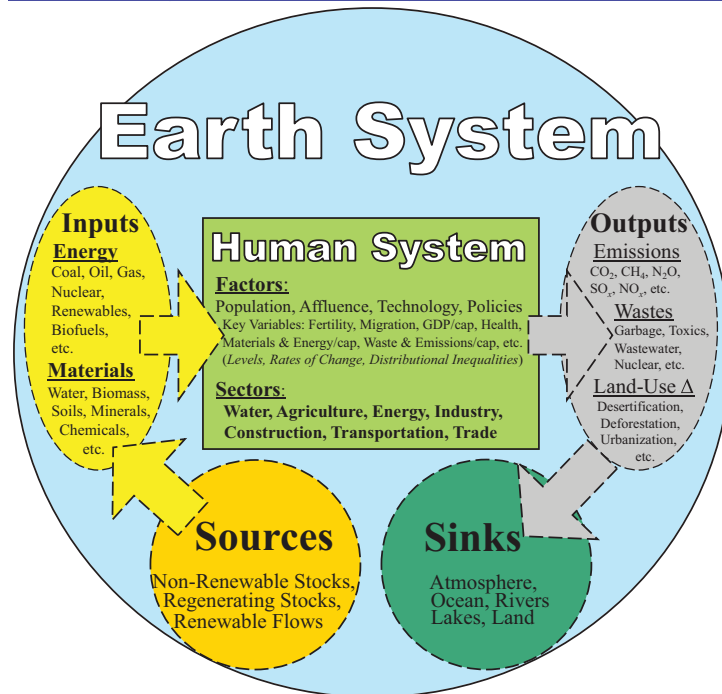 Earth System
Inputs
Energy
Coal, Oil, Gas,
Nuclear,
Renewables,
Biofuels,
etc.
Materials
Water, Biomass,
Soils, Minerals,
Chemicals,
etc.
Human System
Factors:
Population, Affluence, Technology, Policies
Key Variables: Fertility, Migration, GDP/cap, Health,
Materials & Energy/cap, Waste & Emissions/cap, etc.
(Levels, Rates of Change, Distributional Inequalities)
Sectors:
Water, Agriculture, Energy, Industry,
Construction, Transportation, Trade
Outputs
Emissions
CO₂, CH₄, N₂O,
SOₓ, NOₓ, etc.
Wastes
Garbage, Toxics,
Wastewater,
Nuclear, etc.
Land-Use Δ
Desertification,
Deforestation,
Urbanization,
etc.
Sources
Non-Renewable Stocks,
Regenerating Stocks,
Renewable Flows
Sinks
Atmosphere,
Ocean, Rivers
Lakes, Land